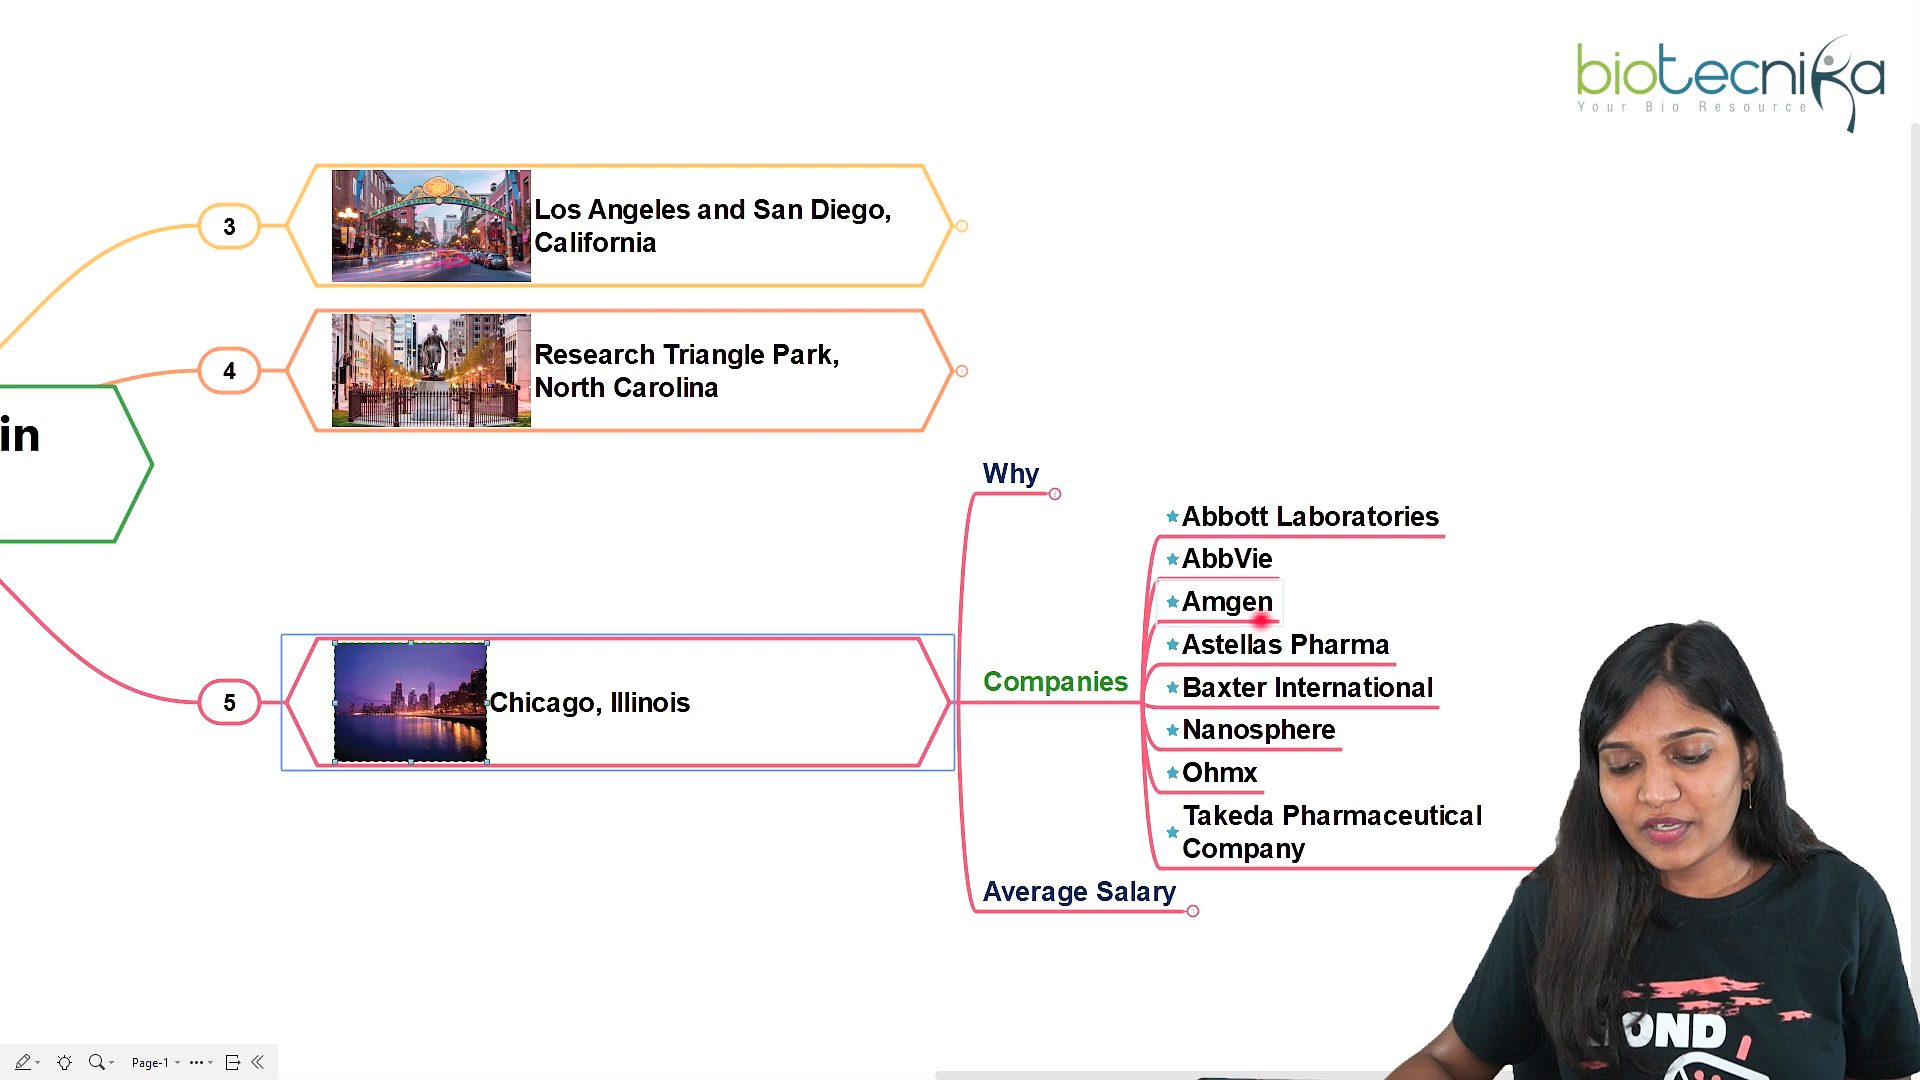 biotecnika
Your Bio Resource
3
Los Angeles and San Diego,
California
4
Research Triangle Park,
North Carolina
in
Why
Abbott Laboratories
AbbVie
Amgen
Astellas Pharma
Companies
Baxter International
5
Chicago, Illinois
Nanosphere
Ohmx
Takeda Pharmaceutical
Company
Average Salary
OND
Page-1